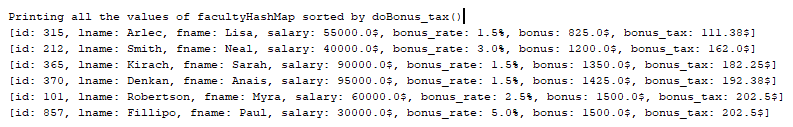 Printing all the values of facultyHashMap sorted by doBonus_tax()
[id: 315, lname: Arlec, fname: Lisa, salary: 55000.0$, bonus_rate: 1.5%, bonus: 825.0$, bonus_tax: 111.38$]
[id: 212, lname: Smith, fname: Neal, salary: 40000.0$, bonus_rate: 3.0%, bonus: 1200.0$, bonus_tax: 162.0$]
[id: 365, lname: Kirach, fname: Sarah, salary: 90000.0$, bonus_rate: 1.5%, bonus: 1350.0$, bonus_tax: 182.25$]
[id: 370, lname: Denkan, fname: Anais, salary: 95000.0$, bonus_rate: 1.5%, bonus: 1425.0$, bonus_tax: 192.38$]
[id: 101, lname: Robertson, fname: Myra, salary: 60000.0$, bonus_rate: 2.5%, bonus: 1500.0$, bonus_tax: 202.5$]
[id: 857, lname: Fillipo, fname: Paul, salary: 30000.0$, bonus_rate: 5.0%, bonus: 1500.0$, bonus_tax: 202.5$]